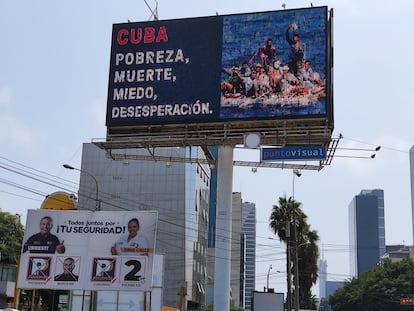 CUBA
POBREZA,
MUERTE,
MIEDO,
DESESPERACIÓN.
puntovisual
Todos juntos por
¡TU SEGURIDAD!
R
R
2